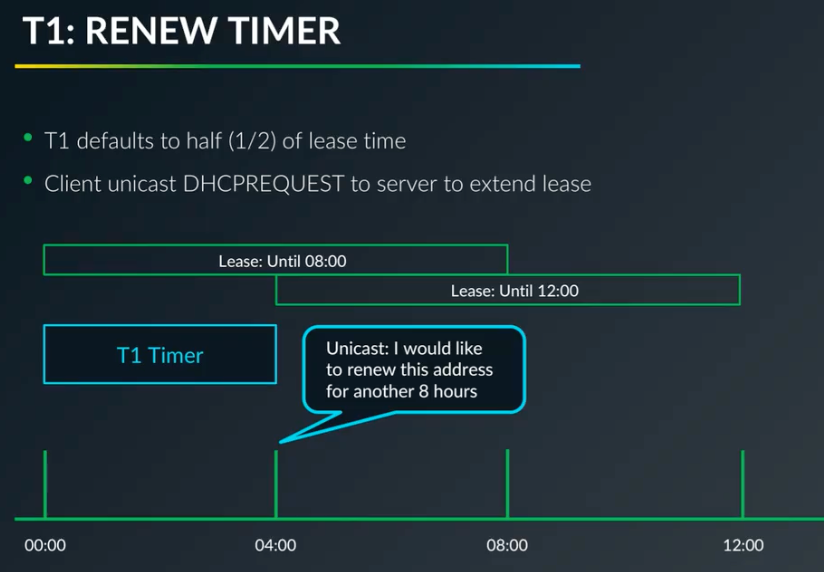 T1: RENEW TIMER
• T1 defaults to half (1/2) of lease time
• Client unicast DHCPREQUEST to server to extend lease
Lease: Until 08:00
Lease: Until 12:00
T1 Timer
Unicast: I would like
to renew this address
for another 8 hours
00:00 04:00 08:00 12:00